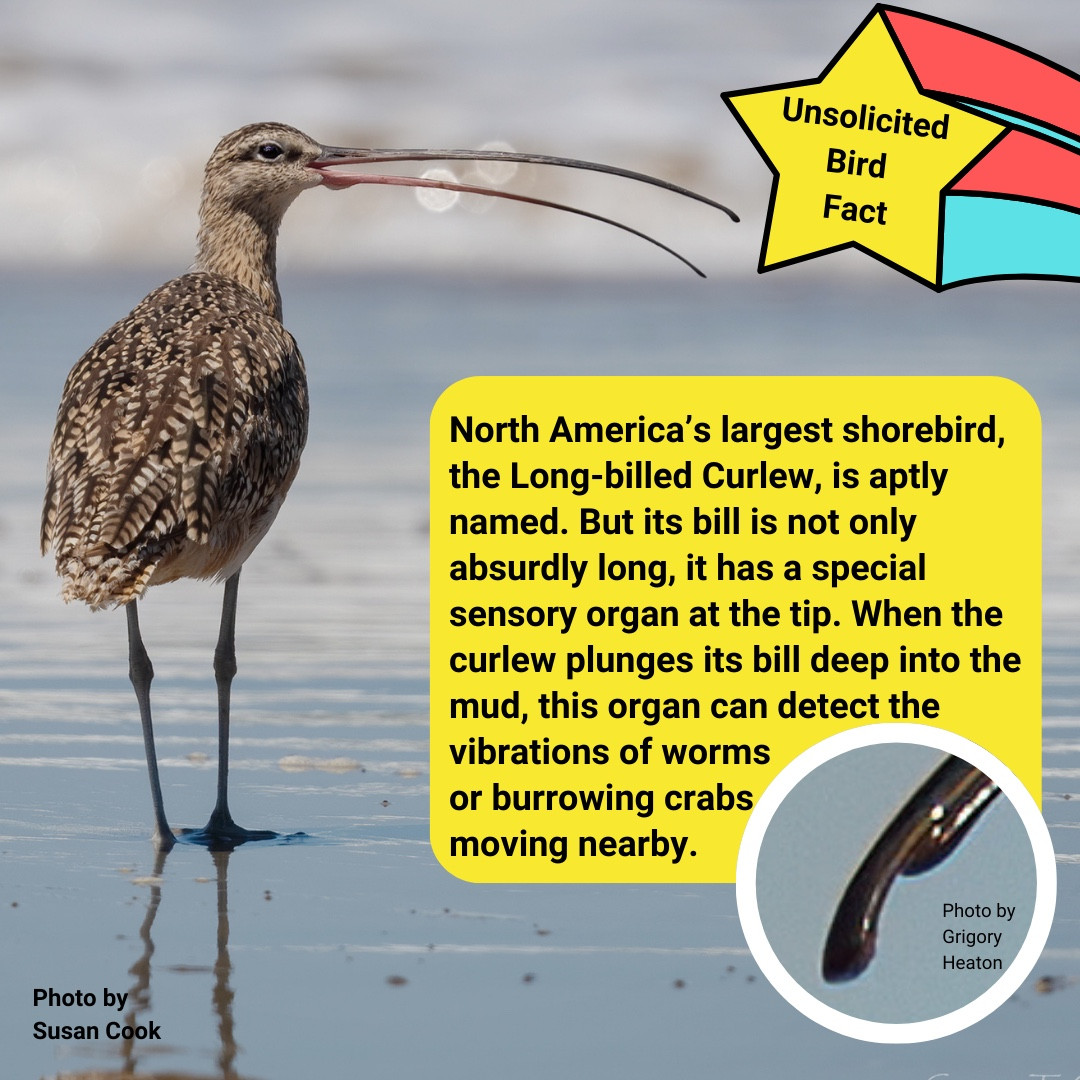 Unsolicited
Bird
Fact
North America’s largest shorebird,
the Long-billed Curlew, is aptly
named. But its bill is not only
absurdly long, it has a special
sensory organ at the tip. When the
curlew plunges its bill deep into the
mud, this organ can detect the
vibrations of worms
or burrowing crabs
moving nearby.
Photo by
Grigory
Heaton
Photo by
Susan Cook